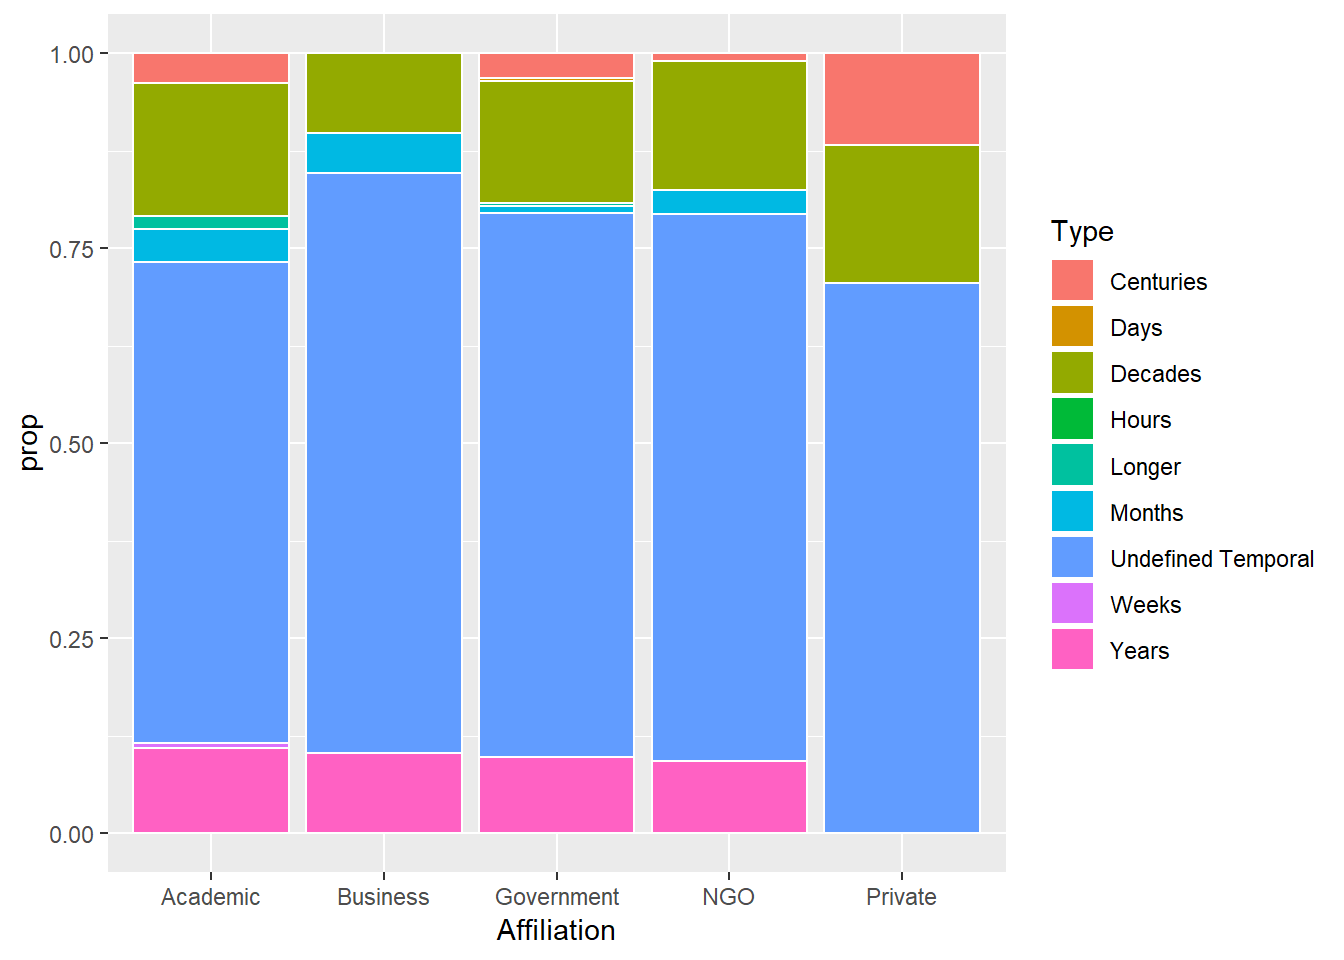 1.00
0.75
0.50
0.25
0.00
prop
Academic
Business
Government
NGO
Private
Affiliation
Type
Centuries
Days
Decades
Hours
Longer
Months
Undefined Temporal
Weeks
Years